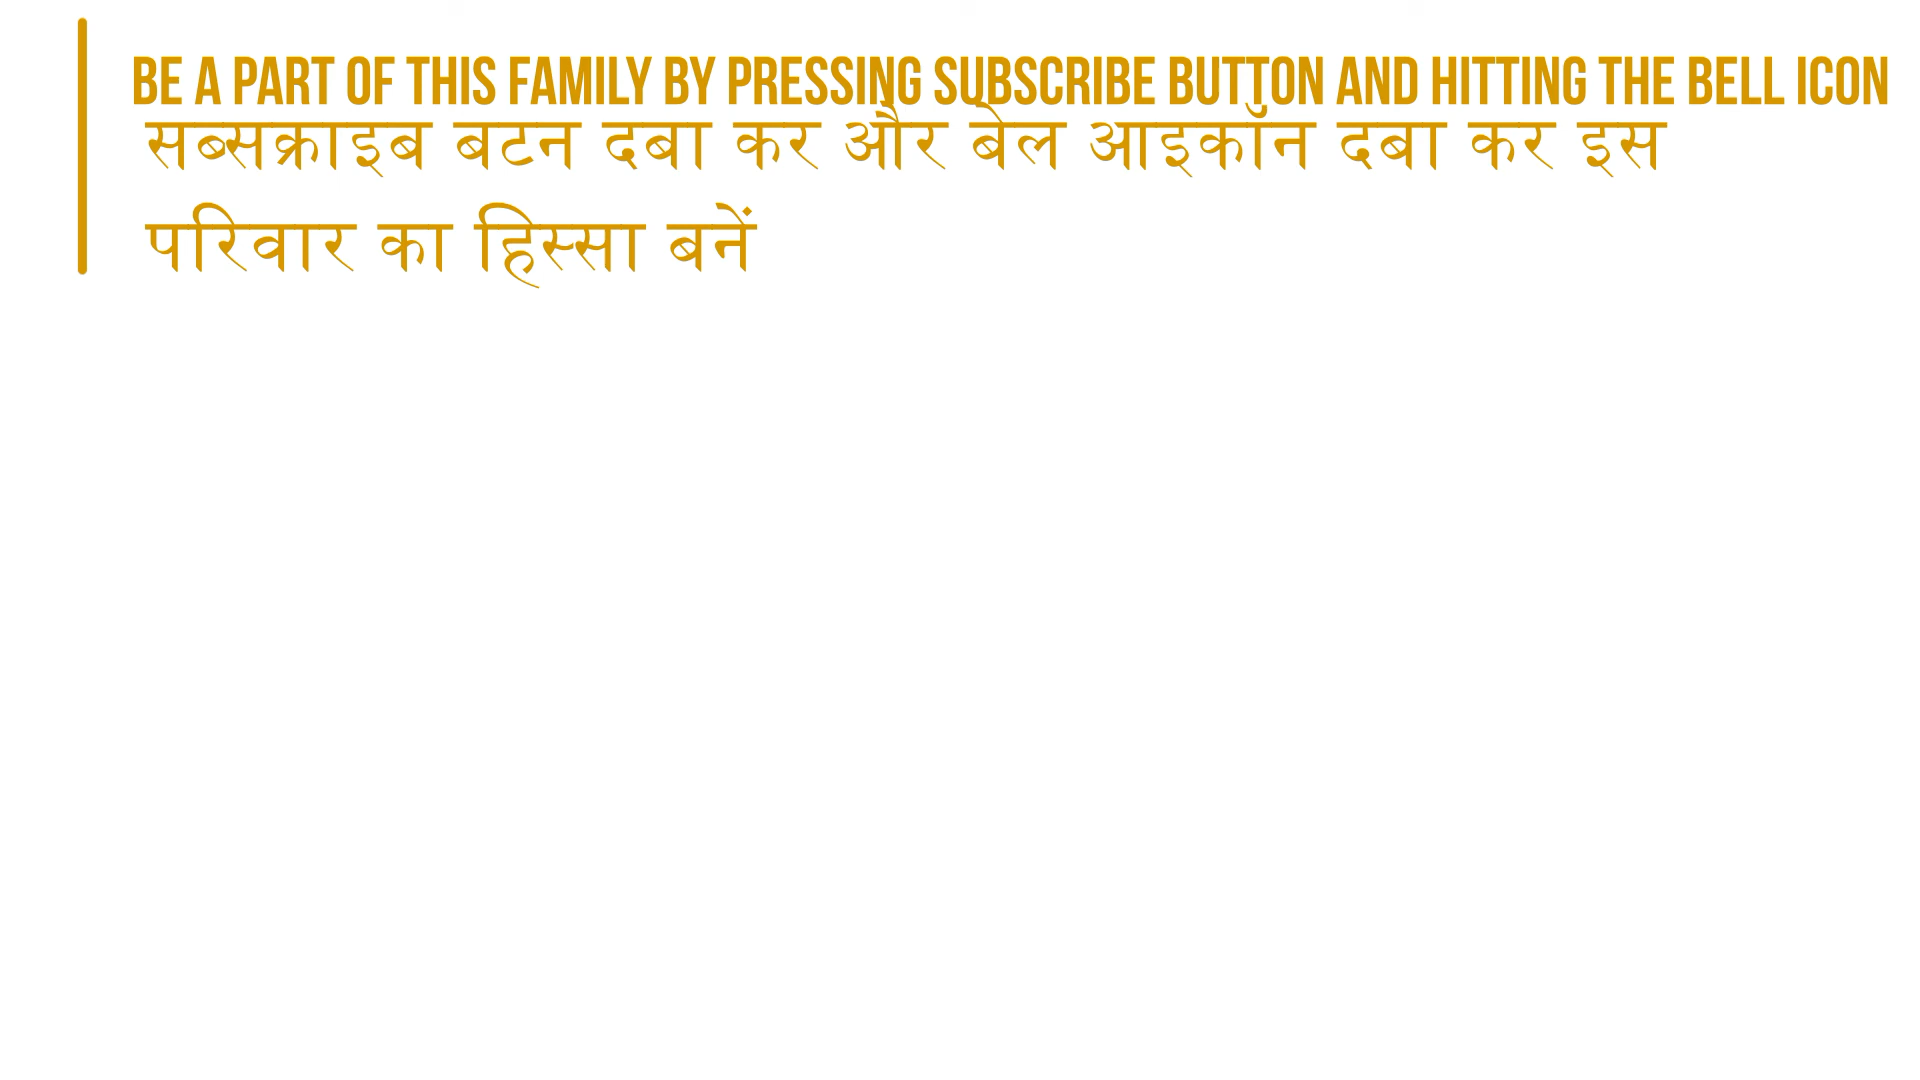 BE A PART OF THIS FAMILY BY PRESSING SUBSCRIBE BUTTON AND HITTING THE BELL ICON
सब्सक्राइब बटन दबा कर और बेल आइकॉन दबा कर इस
परिवार का हिस्सा बनें